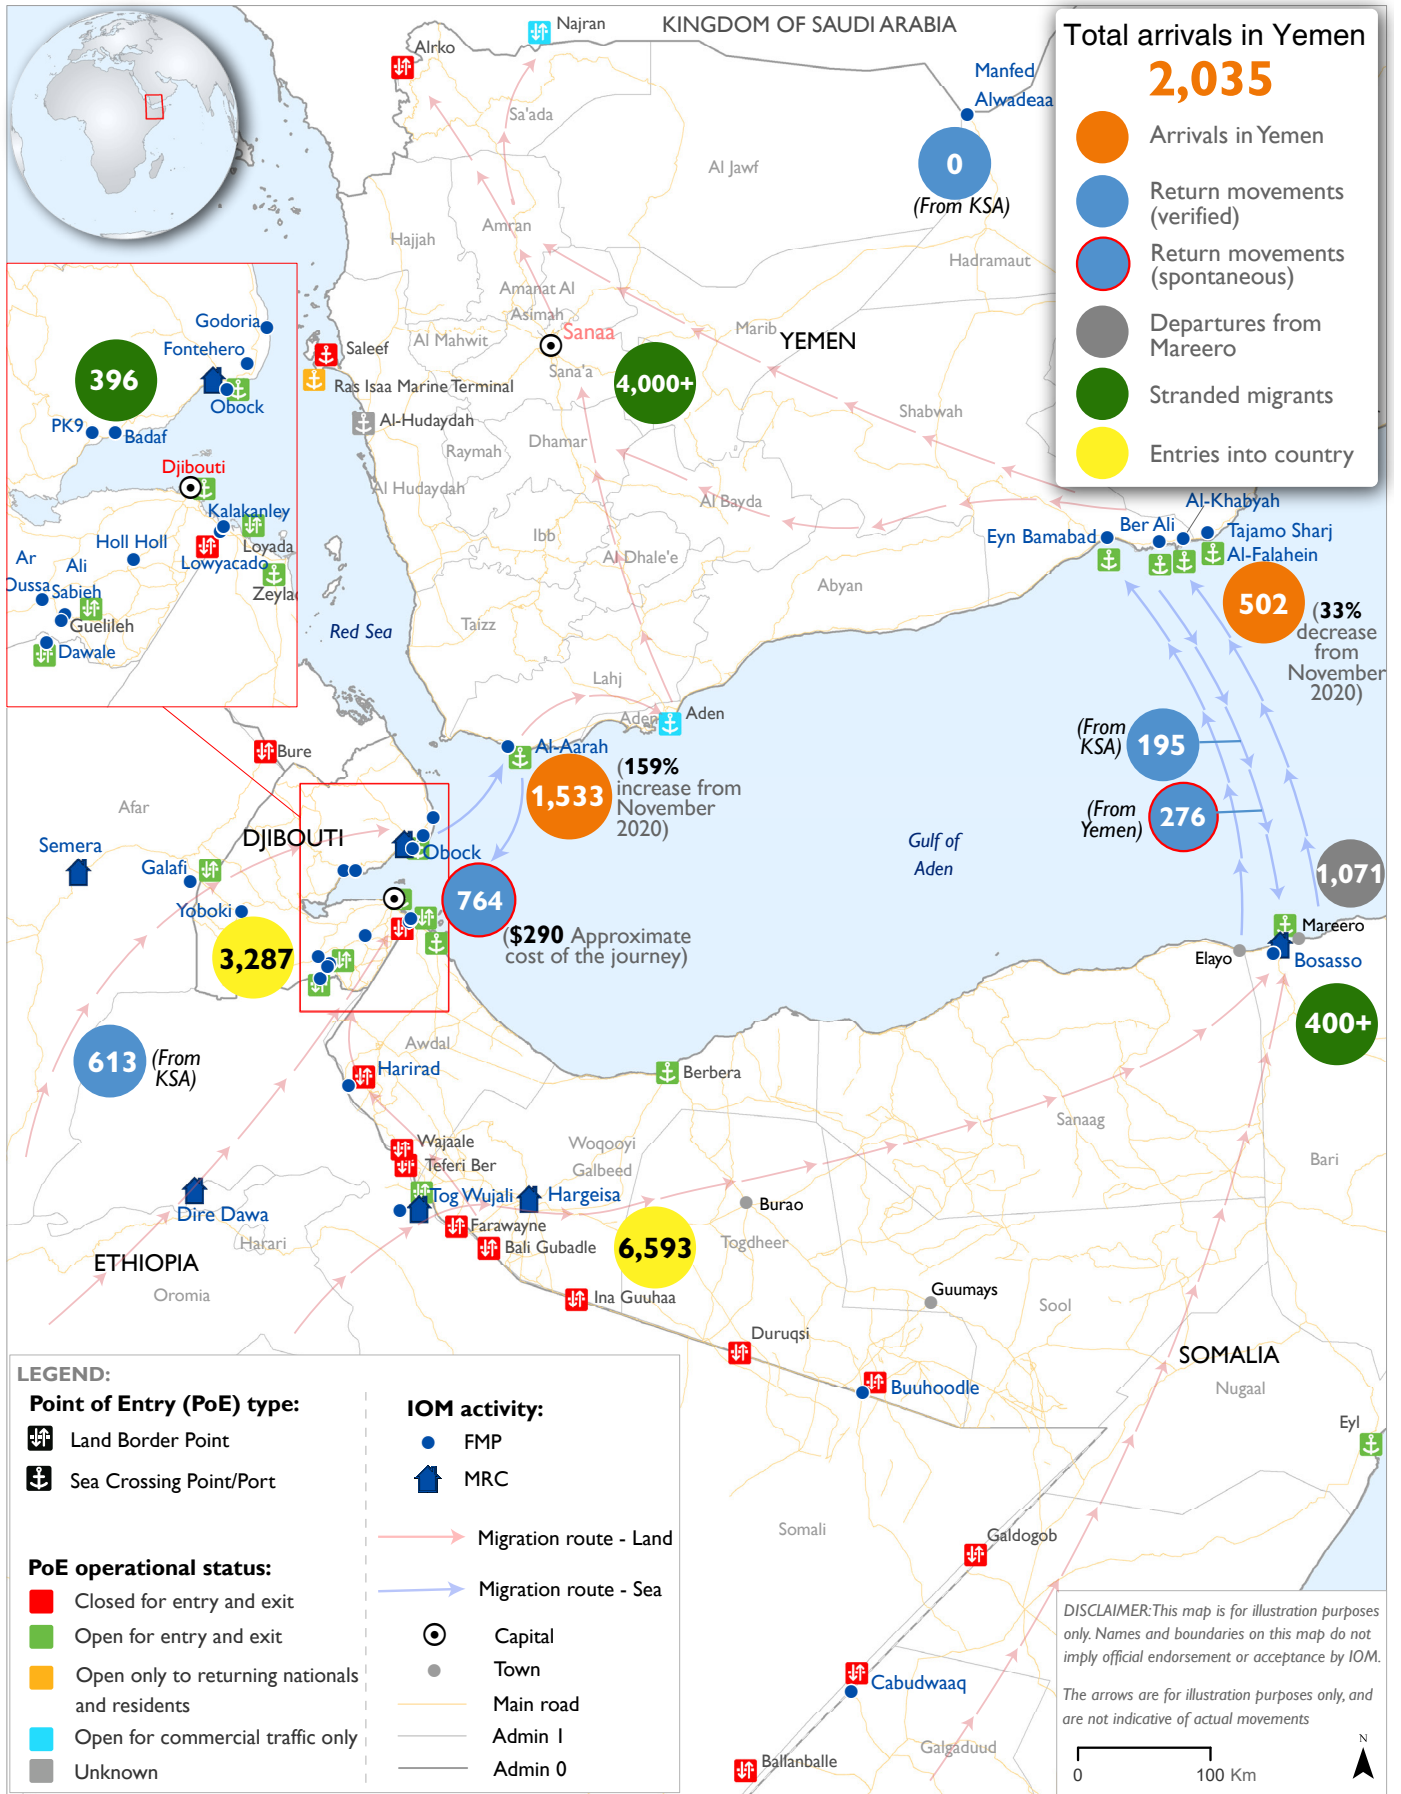 Najran
KINGDOM OF SAUDI ARABIA
Alrko
Manfed
Alwadeaa
Total arrivals in Yemen
2,035
Arrivals in Yemen
Return movements
(verified)
Return movements
(spontaneous)
Departures from
Mareero
Stranded migrants
Entries into country
Sa'ada
Al Jawf
0
(From KSA)
Amran
Hajjah
Hadramaut
Amanat Al
Asimah
Sanaa
Marib
YEMEN
Al Mahwit
Saleef
Sana'a
4,000+
Ras Isaa Marine Terminal
Al-Hudaydah
Shabwah
Dhamar
Raymah
Al Hudaydah
Al Bayda
Ibb
Al Dhale'e
Abyan
Taizz
Lahj
Aden
Aden
Red Sea
Godoria
Fontehero
396
Obock
PK9
Badaf
Djibouti
Kalakanley
Loyada
Holl Holl
Lowyacado
Ar
Oussa
Ali
Sabieh
Zeyla
Guelileh
Dawale
Al-Khabyah
Ber Ali
Eyn Bamabad
Tajamo Sharj
Al-Falahein
502
(33%
decrease
from
November
2020)
Bure
Al-Aarah
1,533
(159%
increase from
November
2020)
(From
KSA)
195
(From
Yemen)
276
Afar
DJIBOUTI
Semera
Galafi
Obock
Yoboki
3,287
764
($290 Approximate
cost of the journey)
Gulf of
Aden
1,071
Mareero
Elayo
Bosasso
400+
613
(From
KSA)
Awdal
Harirad
Berbera
Sanaag
Bari
Wajaale
Teferi Ber
Woqooyi
Galbeed
Tog Wujali
Hargeisa
Dire Dawa
Burao
Farawayne
Bali Gubadle
6,593
Togdheer
Harari
ETHIOPIA
Oromia
Ina Guuhaa
Guumays
Sool
Duruqsi
SOMALIA
Nugaal
Buuhoodle
Eyl
Somali
Galdogob
Cabudwaaq
Galgaduud
Ballanballe
LEGEND:
Point of Entry (PoE) type:
Land Border Point
Sea Crossing Point/Port
PoE operational status:
Closed for entry and exit
Open for entry and exit
Open only to returning nationals
and residents
Open for commercial traffic only
Unknown
IOM activity:
FMP
MRC
Migration route - Land
Migration route - Sea
Capital
Town
Main road
Admin 1
Admin 0
DISCLAIMER:This map is for illustration purposes
only. Names and boundaries on this map do not
imply official endorsement or acceptance by IOM.
The arrows are for illustration purposes only, and
are not indicative of actual movements
N
0
100 Km